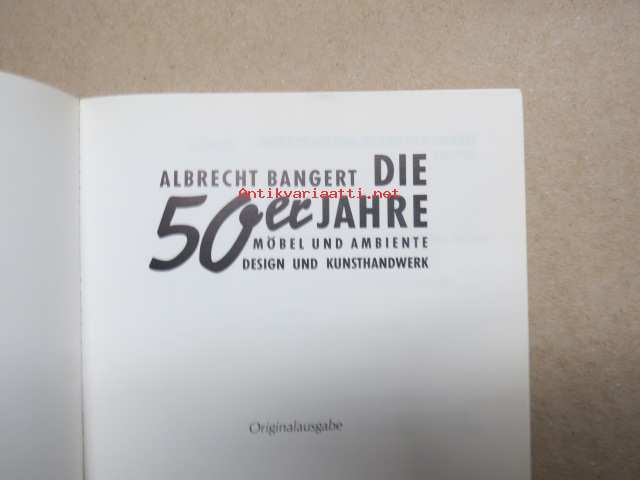 ALBRECHT BANGERT DIE
Antikvariaatti.net
50er JAHRE
MÖBEL UND AMBIENTE
DESIGN UND KUNSTHANDWERK
Originalausgabe